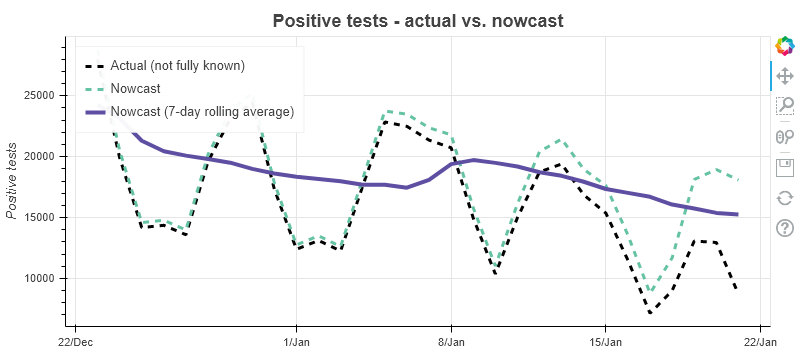 Positive tests - actual vs. nowcast
Actual (not fully known)
Nowcast
Nowcast (7-day rolling average)
25000
20000
15000
10000
Positive tests
22/Dec
1/Jan
8/Jan
15/Jan
22/Jan